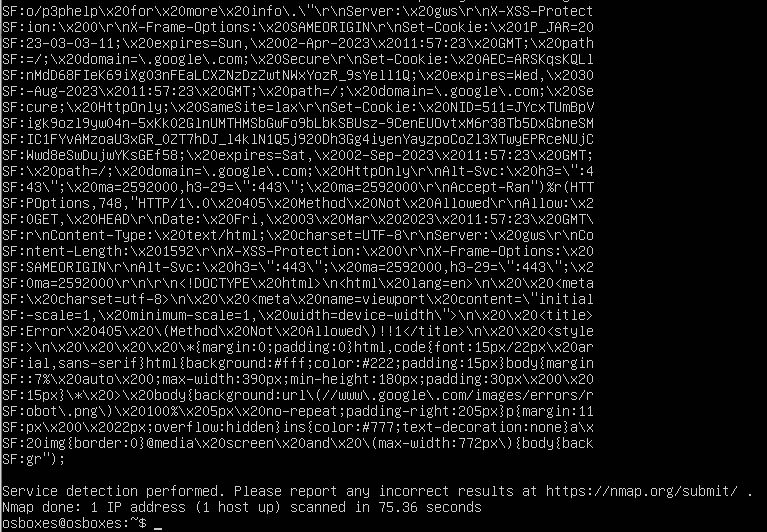 SF:o/p3phelp\x20for\x20more\x20info\.\"\r\nServer:\x20gws\r\nX-XSS-Protect
SF:ion:\x200\r\nX-Frame-Options:\x20SAMEORIGIN\r\nSet-Cookie:\x201P_JAR=20
SF:23-03-03-11;\x20expires=Sun,\x2002-Apr-2023\x2011:57:23\x20GMT;\x20path
SF:=/;\x20domain=\.google\.com;\x20Secure\r\nSet-Cookie:\x20AEC=ARSKqsKQLl
SF:nMdD68FIeK69iXg03nFEaLCXZNzDzZwtNWxYozR_9sYell1Q;\x20expires=Wed,\x2030
SF:-Aug-2023\x2011:57:23\x20GMT;\x20path=/;\x20domain=\.google\.com;\x20Se
SF:cure;\x20HttpOnly;\x20SameSite=lax\r\nSet-Cookie:\x20NID=511=JYcxTUmBpV
SF:igk9ozl9yw04n-5xKk02GlnUMTHMSbGwFo9bLbkSBUsz-9CenEUOvtxM6r38Tb5DxGbneSM
SF:IC1FYvAMzoaU3xGR_0ZT7hDJ_l4klN1Q5j92ODh3Gg4iyenYayzpoCoZl3XTwyEPRceNUjC
SF:Wwd8eSwDujwYKsGEf58;\x20expires=Sat,\x2002-Sep-2023\x2011:57:23\x20GMT;
SF:\x20path=/;\x20domain=\.google\.com;\x20HttpOnly\r\nAlt-Svc:\x20h3=\":4
SF:43\";\x20ma=2592000,h3-29=\":443\";\x20ma=2592000\r\nAccept-Ran")%r(HTT
SF:POptions,748,"HTTP/1\.0\x20405\x20Method\x20Not\x20Allowed\r\nAllow:\x2
SF:0GET,\x20HEAD\r\nDate:\x20Fri,\x2003\x20Mar\x202023\x2011:57:23\x20GMT\
SF:r\nContent-Type:\x20text/html;\x20charset=UTF-8\r\nServer:\x20gws\r\nCo
SF:ntent-Length:\x201592\r\nX-XSS-Protection:\x200\r\nX-Frame-Options:\x20
SF:SAMEORIGIN\r\nAlt-Svc:\x20h3=\":443\";\x20ma=2592000,h3-29=\":443\";\x2
SF:0ma=2592000\r\n\r\n<!DOCTYPE\x20html>\n<html\x20lang=en>\n\x20\x20<meta
SF:\x20charset=utf-8>\n\x20\x20<meta\x20name=viewport\x20content=\"initial
SF:-scale=1,\x20minimum-scale=1,\x20width=device-width\">\n\x20\x20<title>
SF:Error\x20405\x20\(Method\x20Not\x20Allowed\)!!1</title>\n\x20\x20<style
SF:>\n\x20\x20\x20\x20\*{margin:0;padding:0}html,code{font:15px/22px\x20ar
SF:ial,sans-serif}html{background:#fff;color:#222;padding:15px}body{margin
SF::7%\x20auto\x200;max-width:390px;min-height:180px;padding:30px\x200\x20
SF:15px}\*\x20>\x20body{background:url\(//www\.google\.com/images/errors/r
SF:obot\.png\)\x20100%\x205px\x20no-repeat;padding-right:205px}p{margin:11
SF:px\x200\x2022px;overflow:hidden}ins{color:#777;text-decoration:none}a\x
SF:20img{border:0}@media\x20screen\x20and\x20\(max-width:772px\){body{back
SF:gr");
Service detection performed. Please report any incorrect results at https://nmap.org/submit/ .
Nmap done: 1 IP address (1 host up) scanned in 75.36 seconds
osboxes@osboxes:~$ _